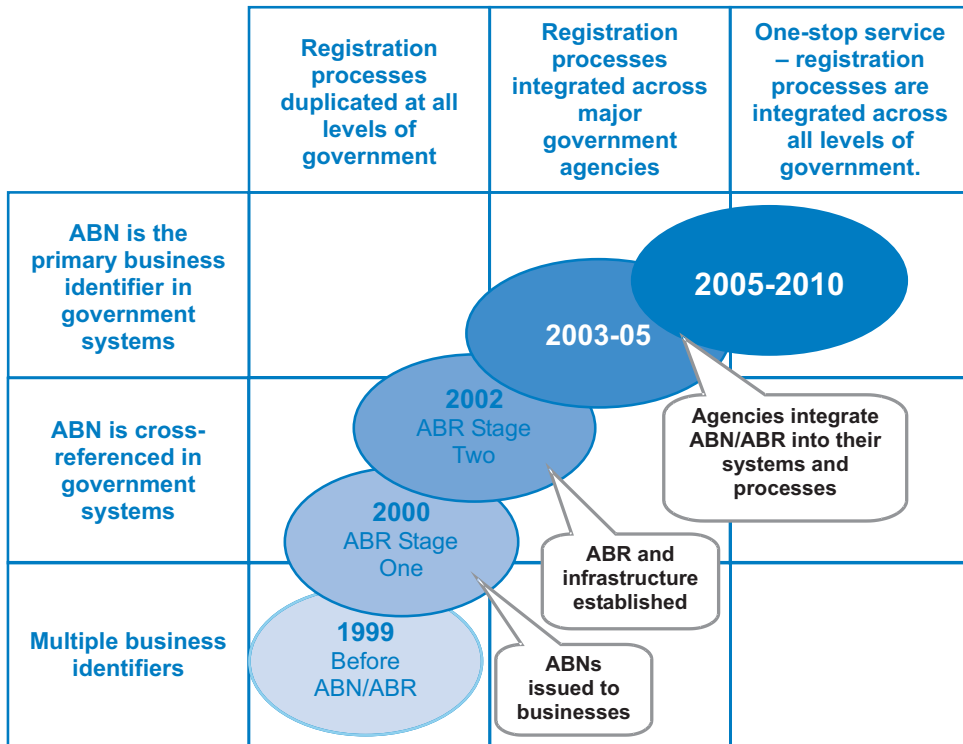 Registration
processes
duplicated at all
levels of
government
Registration
processes
integrated across
major
government
agencies
One-stop service
– registration
processes are
integrated across
all levels of
government.
ABN is the
primary business
identifier in
government
systems
2005-2010
2003-05
Agencies integrate
ABN/ABR into their
systems and
processes
ABN is cross-
referenced in
government
systems
2002
ABR Stage
Two
2000
ABR Stage
One
ABR and
infrastructure
established
Multiple business
identifiers
1999
Before
ABN/ABR
ABNs
issued to
businesses